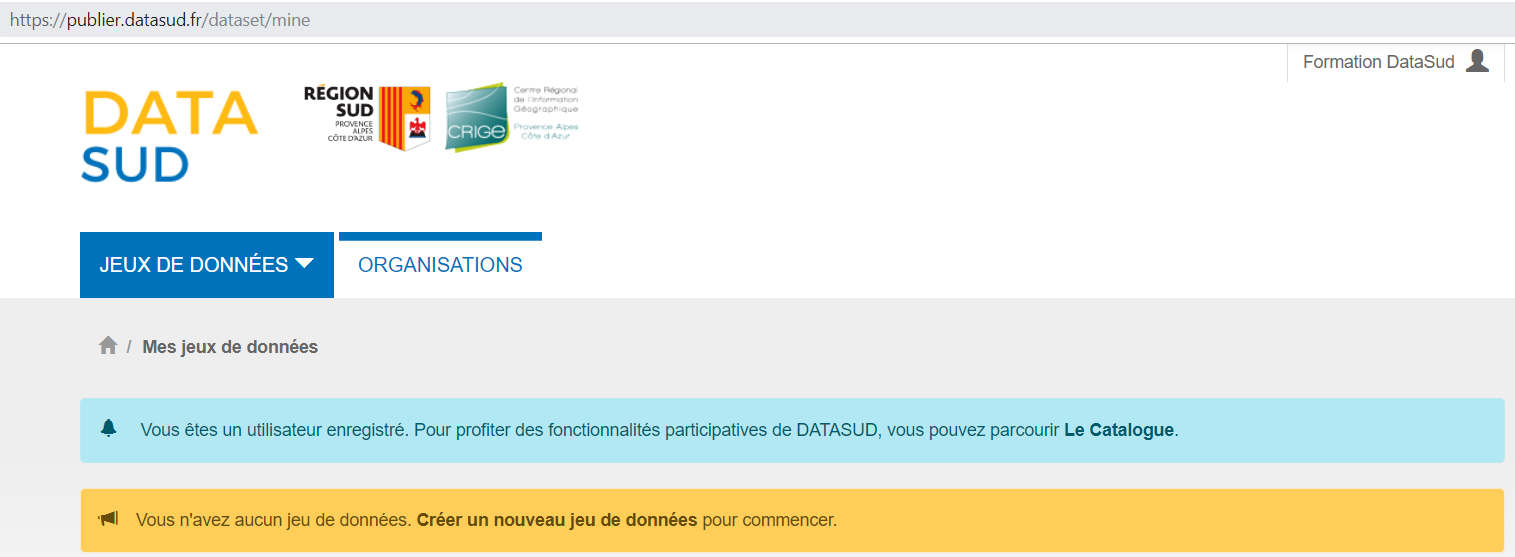 https://publier.datasud.fr/dataset/mine
Formation DataSud
DATA
SUD
RÉGION
SUD
PROVENCE
ALPES
CÔTE D'AZUR
CRIGE
Centre Régional
de l'Information
Géographique
Provence Alpes
Côte d'Azur
JEUX DE DONNÉES
ORGANISATIONS
/ Mes jeux de données
Vous êtes un utilisateur enregistré. Pour profiter des fonctionnalités participatives de DATASUD, vous pouvez parcourir Le Catalogue.
Vous n'avez aucun jeu de données. Créer un nouveau jeu de données pour commencer.